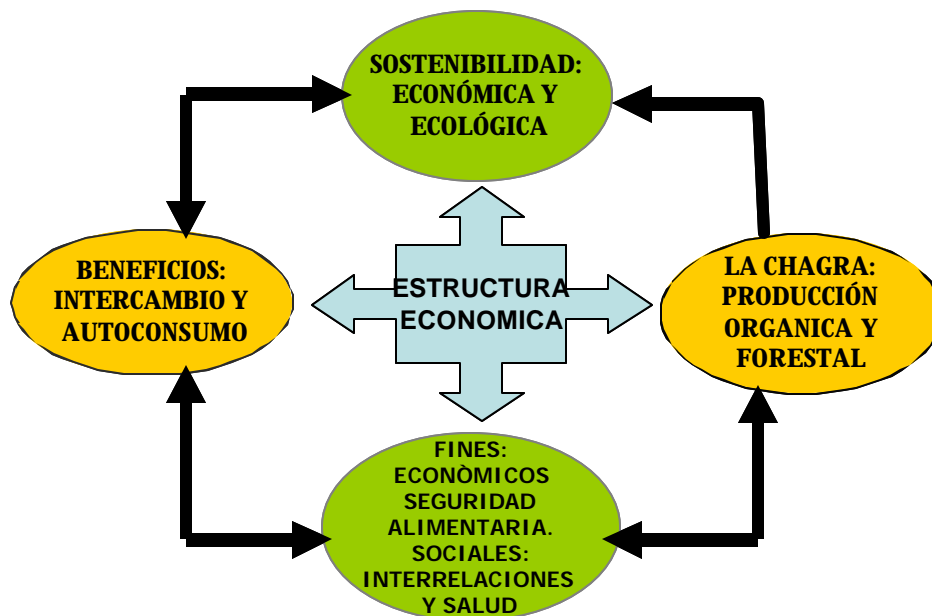 SOSTENIBILIDAD:
ECONÓMICA Y
ECOLÓGICA
BENEFICIOS:
INTERCAMBIO Y
AUTOCONSUMO
ESTRUCTURA
ECONOMICA
LA CHAGRA:
PRODUCCIÓN
ORGANICA Y
FORESTAL
FINES:
ECONÒMICOS
SEGURIDAD
ALIMENTARIA.
SOCIALES:
INTERRELACIONES
Y SALUD